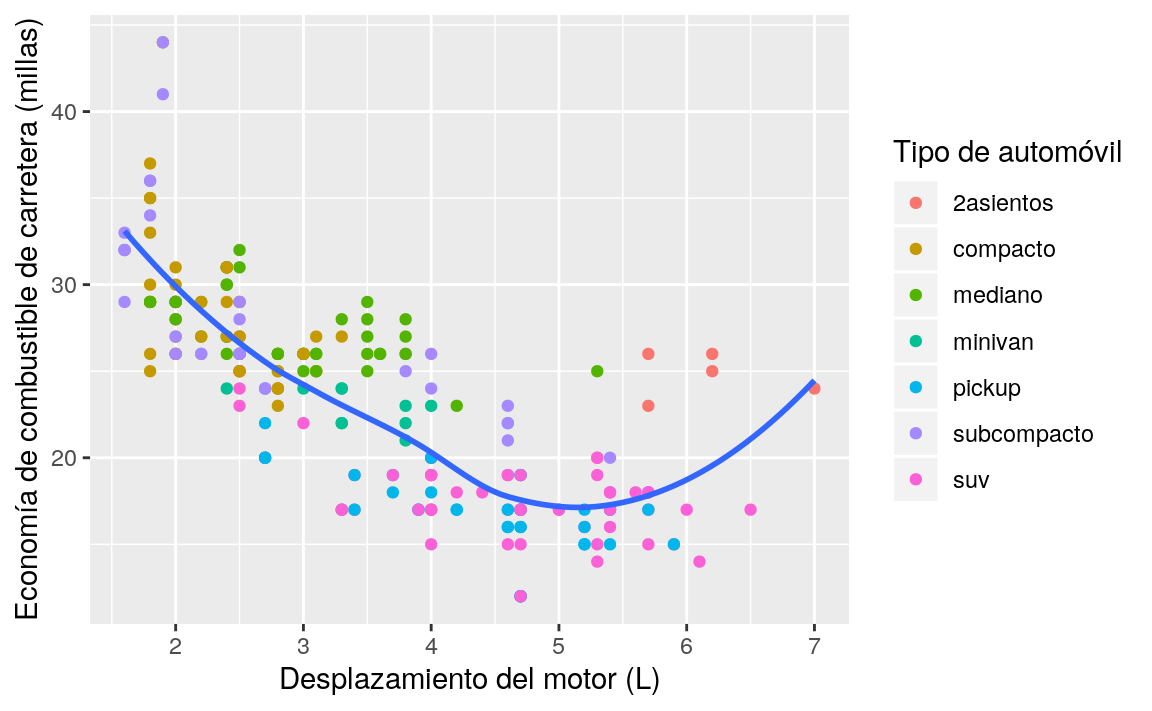 Economía de combustible de carretera (millas)
40
30
20
2 3 4 5 6 7
Desplazamiento del motor (L)
Tipo de automóvil
2asientos
compacto
mediano
minivan
pickup
subcompacto
suv